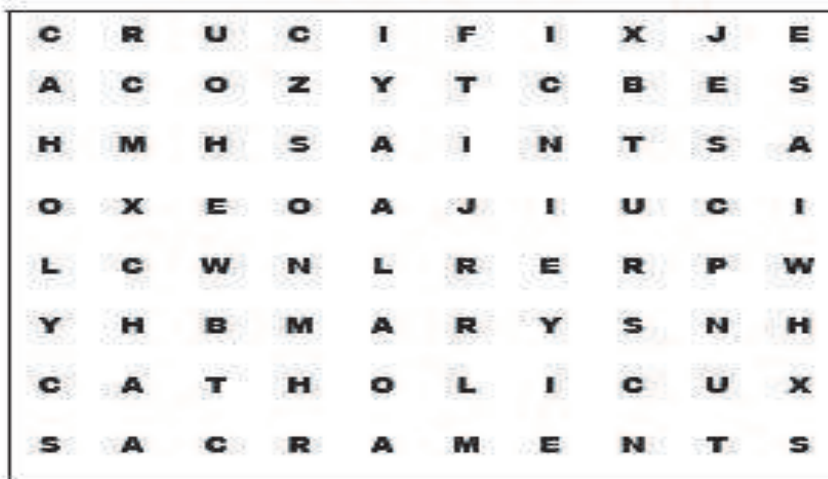 C R U C I F I X J E
A C O Z Y T C B E S
H M H S A I N T S A
O X E O A J I U C I
L C W N L R E R P W
Y H B M A R Y S N H
C A T H O L I C U X
S A C R A M E N T S